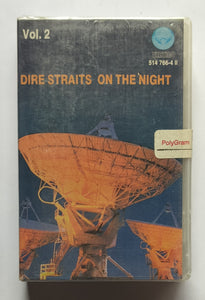 Vol. 2
514 766-4 II
DIRE STRAITS ON THE NIGHT
PolyGram